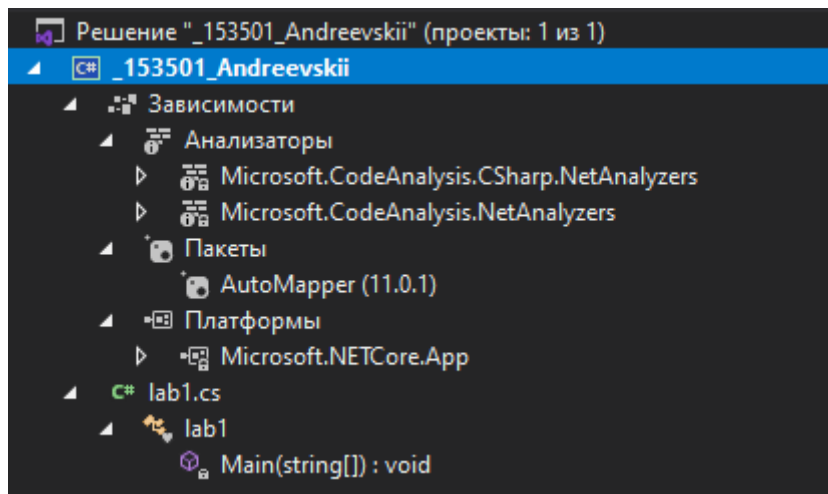 Решение "_153501_Andreevskii" (проекты: 1 из 1)
C# _153501_Andreevskii
Зависимости
Анализаторы
Microsoft.CodeAnalysis.CSharp.NetAnalyzers
Microsoft.CodeAnalysis.NetAnalyzers
Пакеты
AutoMapper (11.0.1)
Платформы
Microsoft.NETCore.App
C# lab1.cs
lab1
Main(string[]) : void